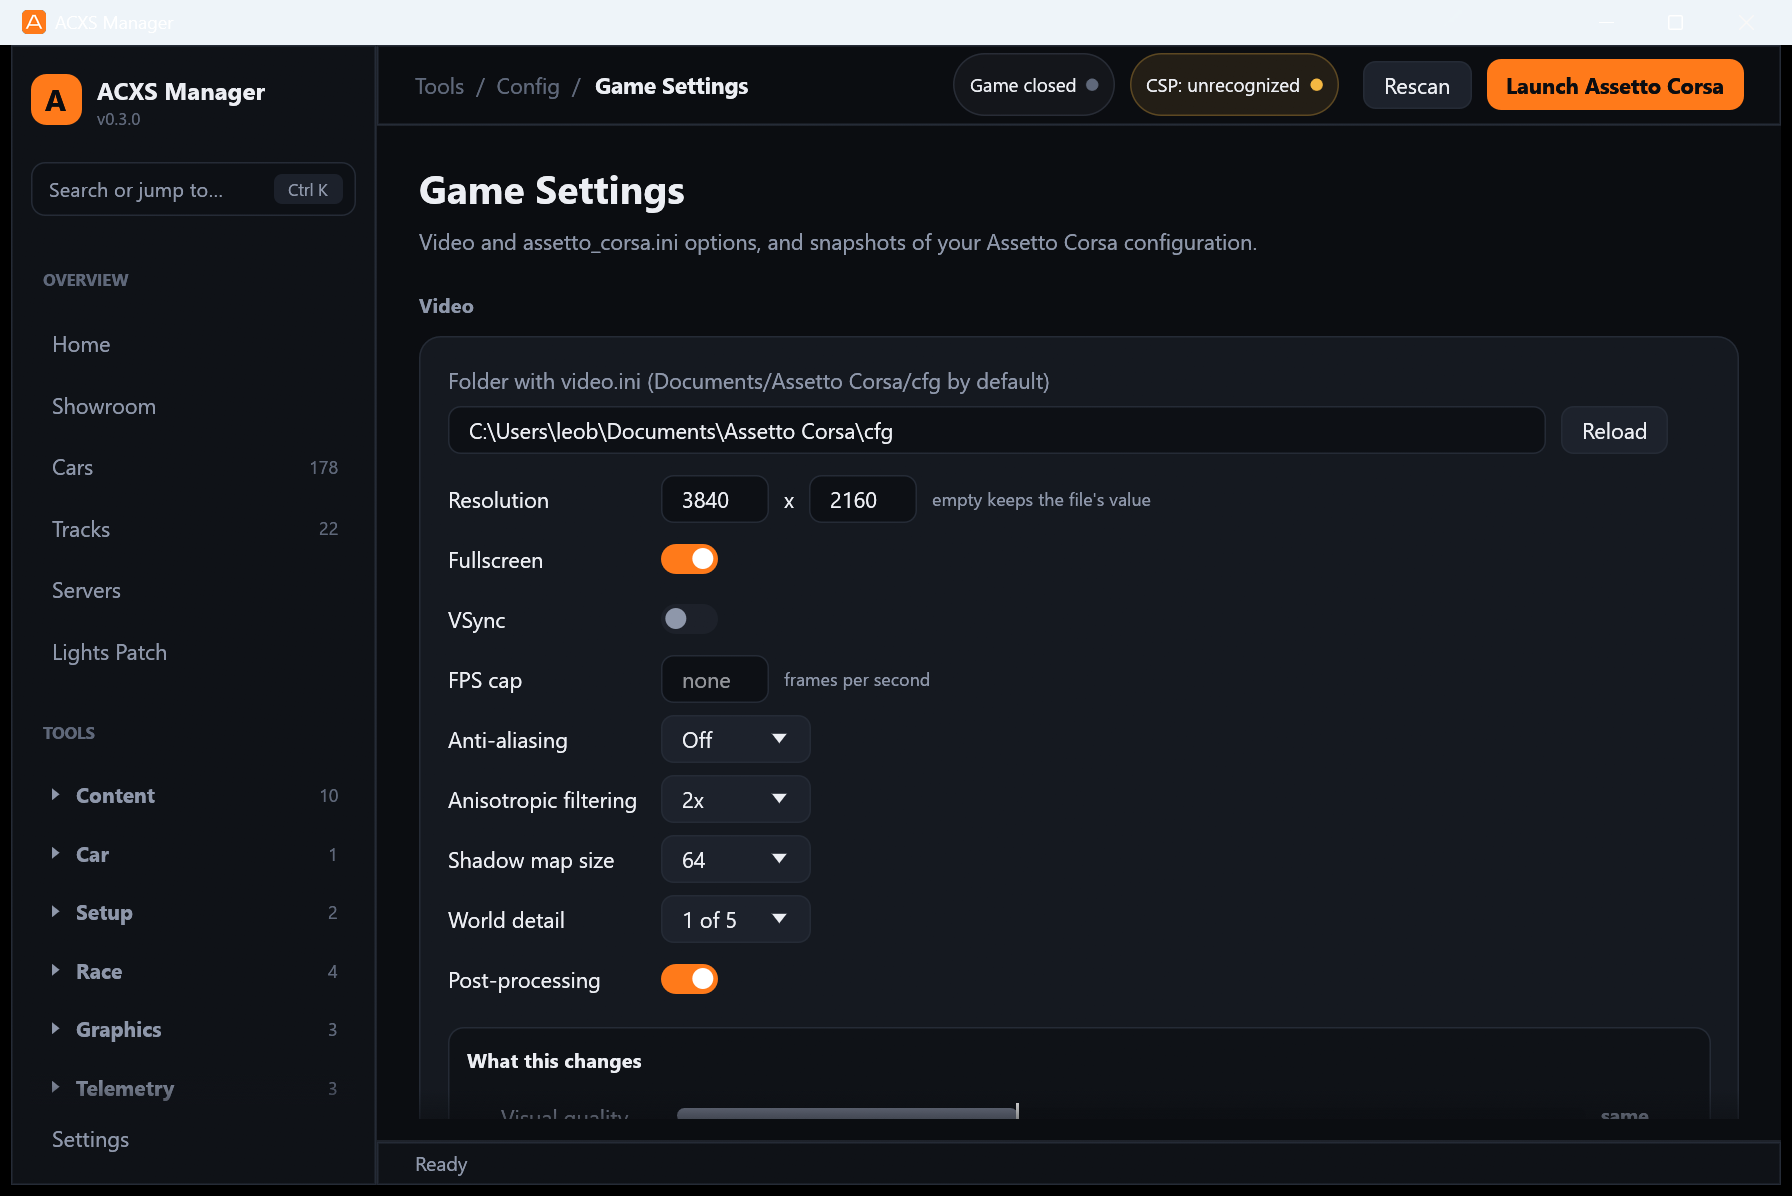 ACXS Manager
A
ACXS Manager
v0.3.0
Search or jump to...
Ctrl K
OVERVIEW
Home
Showroom
Cars 178
Tracks 22
Servers
Lights Patch
TOOLS
Content 10
Car 1
Setup 2
Race 4
Graphics 3
Telemetry 3
Settings
Tools / Config / Game Settings
Game closed
CSP: unrecognized
Rescan
Launch Assetto Corsa
Game Settings
Video and assetto_corsa.ini options, and snapshots of your Assetto Corsa configuration.
Video
Folder with video.ini (Documents/Assetto Corsa/cfg by default)
C:\Users\leob\Documents\Assetto Corsa\cfg
Reload
Resolution 3840 x 2160 empty keeps the file's value
Fullscreen
VSync
FPS cap none frames per second
Anti-aliasing Off
Anisotropic filtering 2x
Shadow map size 64
World detail 1 of 5
Post-processing
What this changes
Visual quality same
Ready